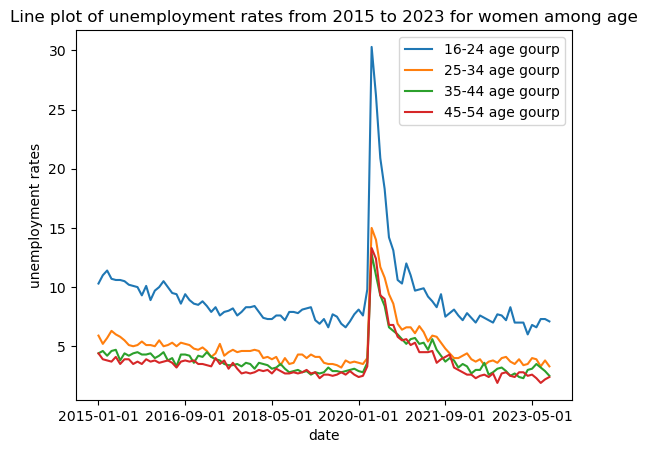 Line plot of unemployment rates from 2015 to 2023 for women among age
16-24 age gourp
25-34 age gourp
35-44 age gourp
45-54 age gourp
unemployment rates
30
25
20
15
10
5
2015-01-01 2016-09-01 2018-05-01 2020-01-01 2021-09-01 2023-05-01
date